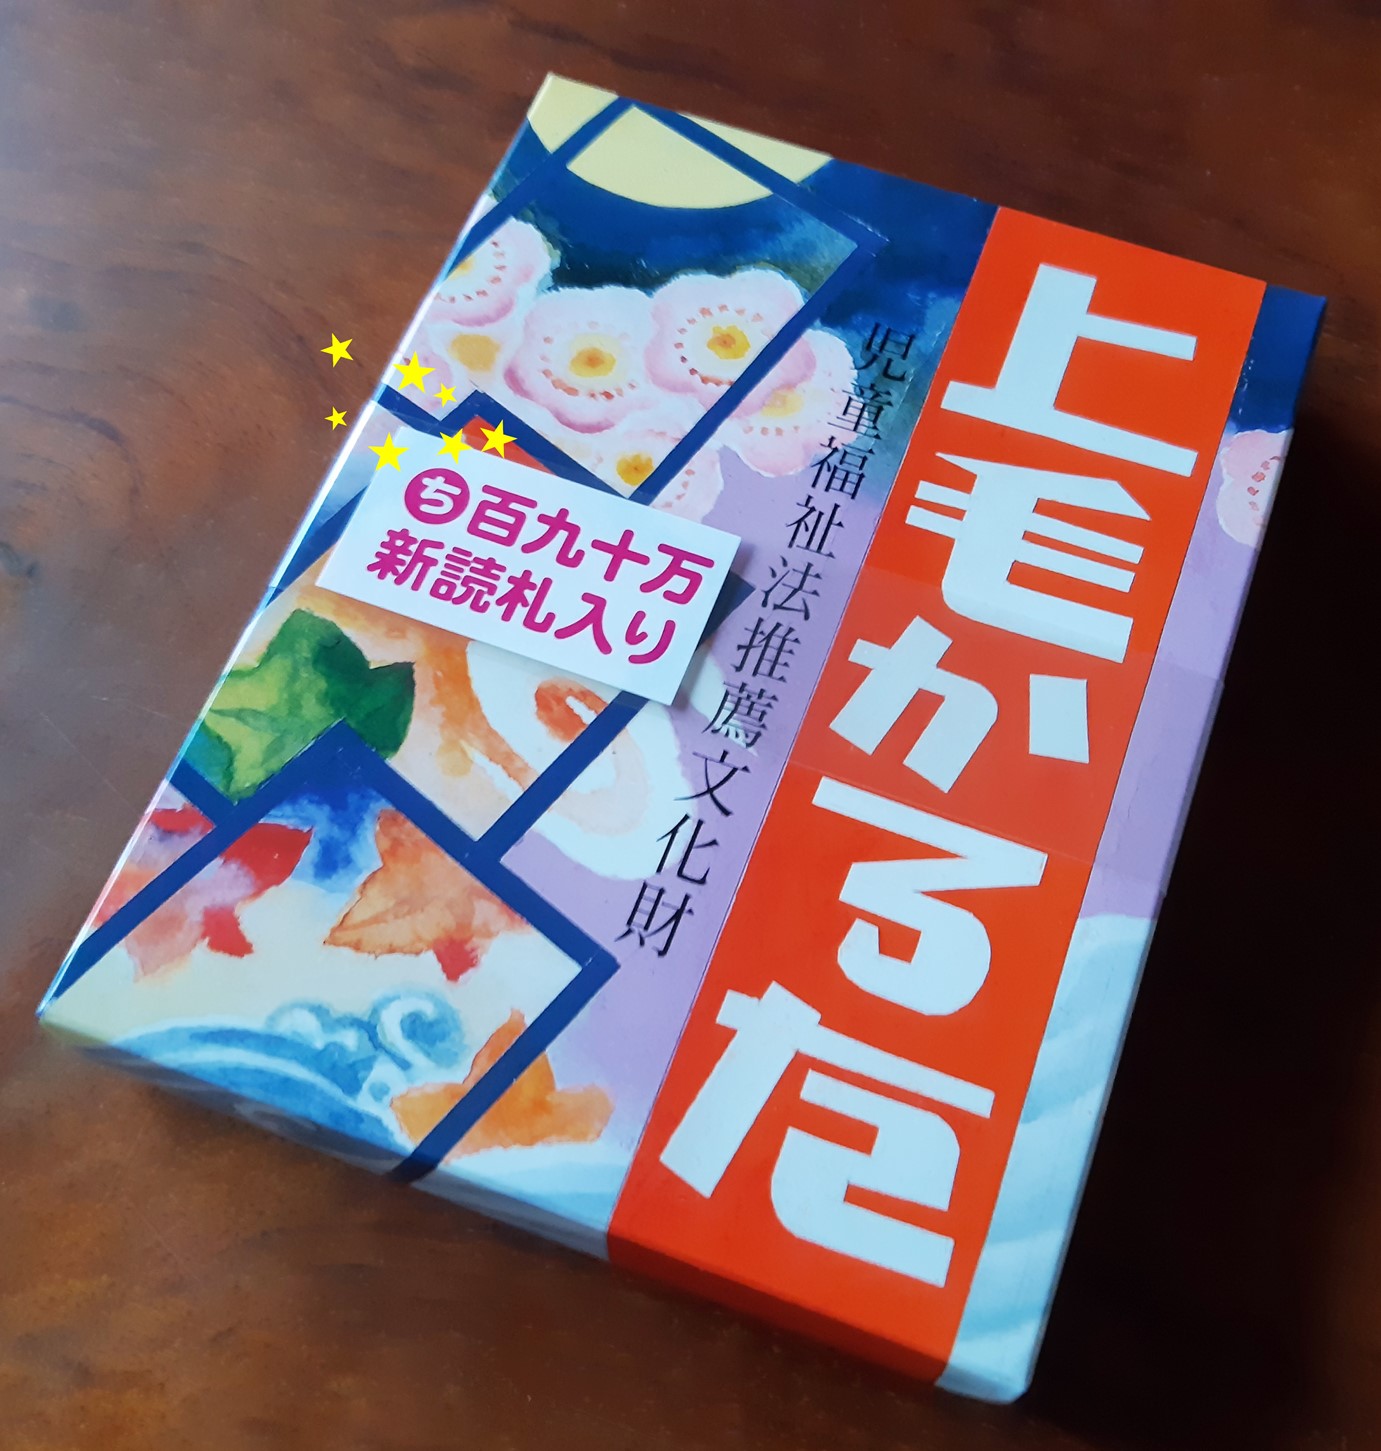 上毛かるた
児童福祉法推薦文化財
ち百九十万
新読札入り